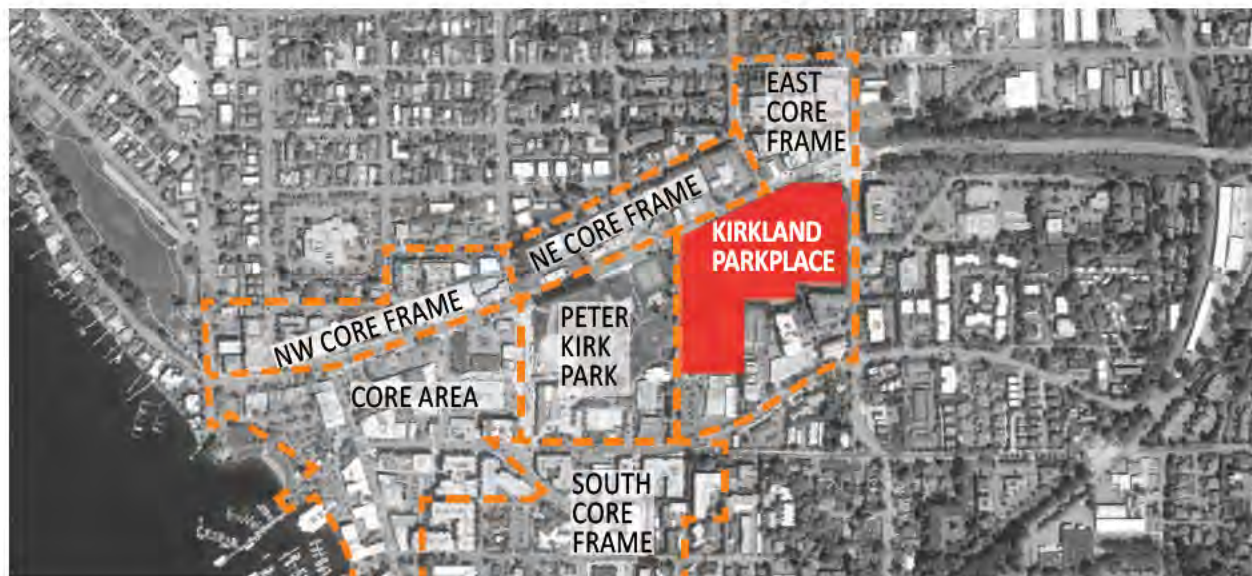 EAST
CORE
FRAME
NE CORE FRAME
KIRKLAND
PARKPLACE
NW CORE FRAME
PETER
KIRK
PARK
CORE AREA
SOUTH
CORE
FRAME